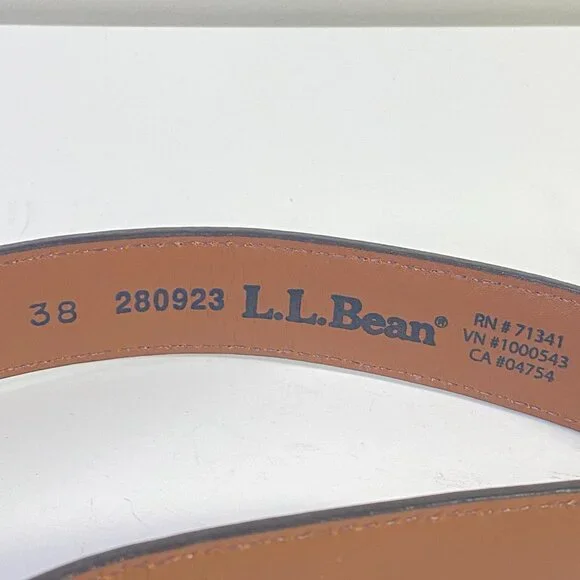 38 280923 L.L.Bean®
RN # 71341
VN #1000543
CA #04754